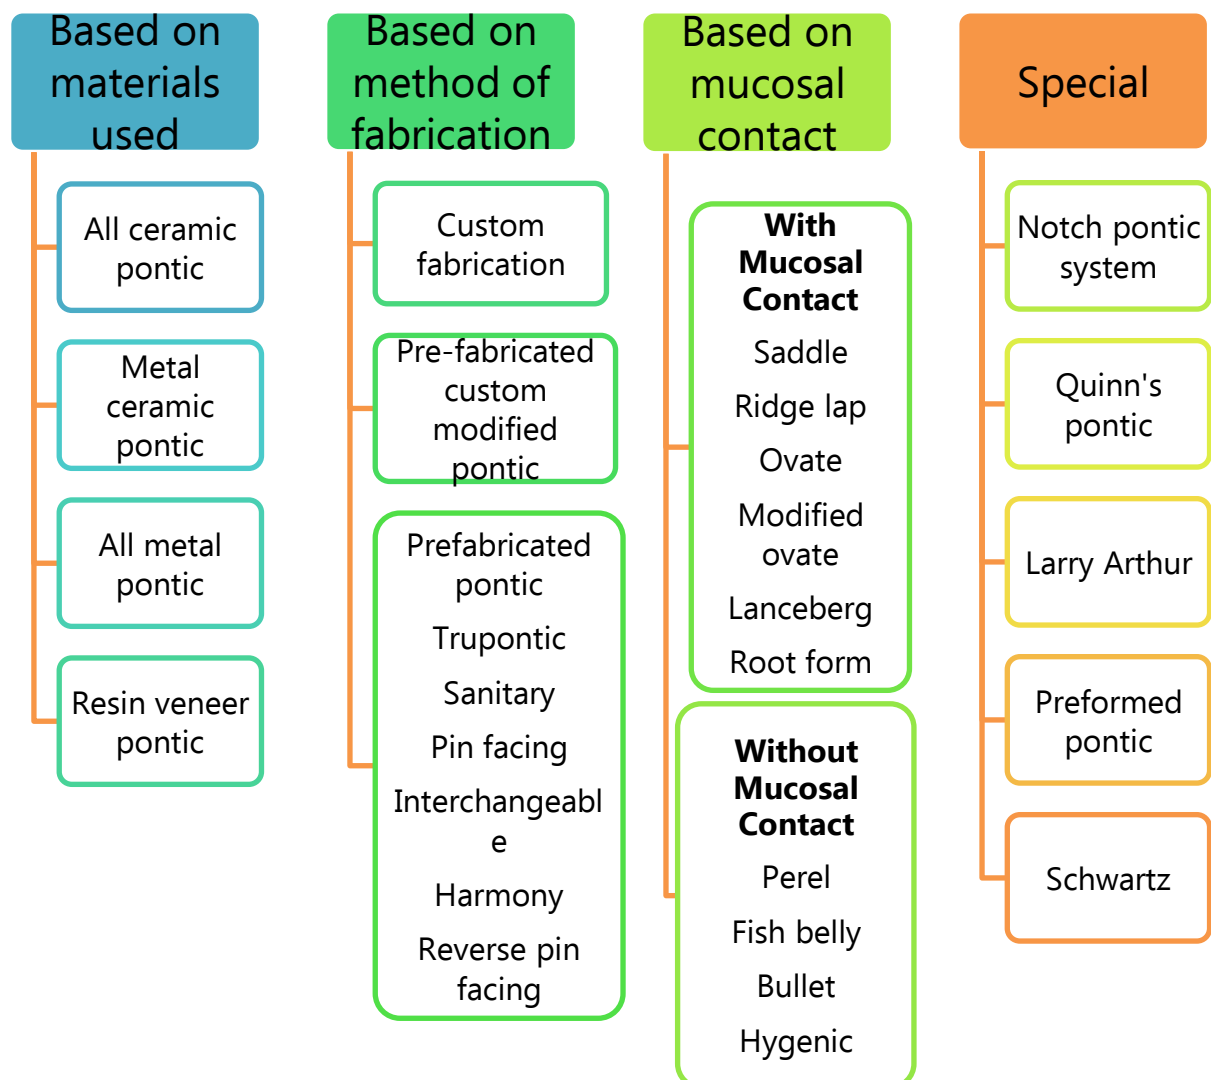 Based on
materials
used
All ceramic
pontic
Metal
ceramic
pontic
All metal
pontic
Resin veneer
pontic
Based on
method of
fabrication
Custom
fabrication
Pre-fabricated
custom
modified
pontic
Prefabricated
pontic
Trupontic
Sanitary
Pin facing
Interchangeabl
e
Harmony
Reverse pin
facing
Based on
mucosal
contact
With
Mucosal
Contact
Saddle
Ridge lap
Ovate
Modified
ovate
Lanceberg
Root form
Without
Mucosal
Contact
Perel
Fish belly
Bullet
Hygenic
Special
Notch pontic
system
Quinn's
pontic
Larry Arthur
Preformed
pontic
Schwartz